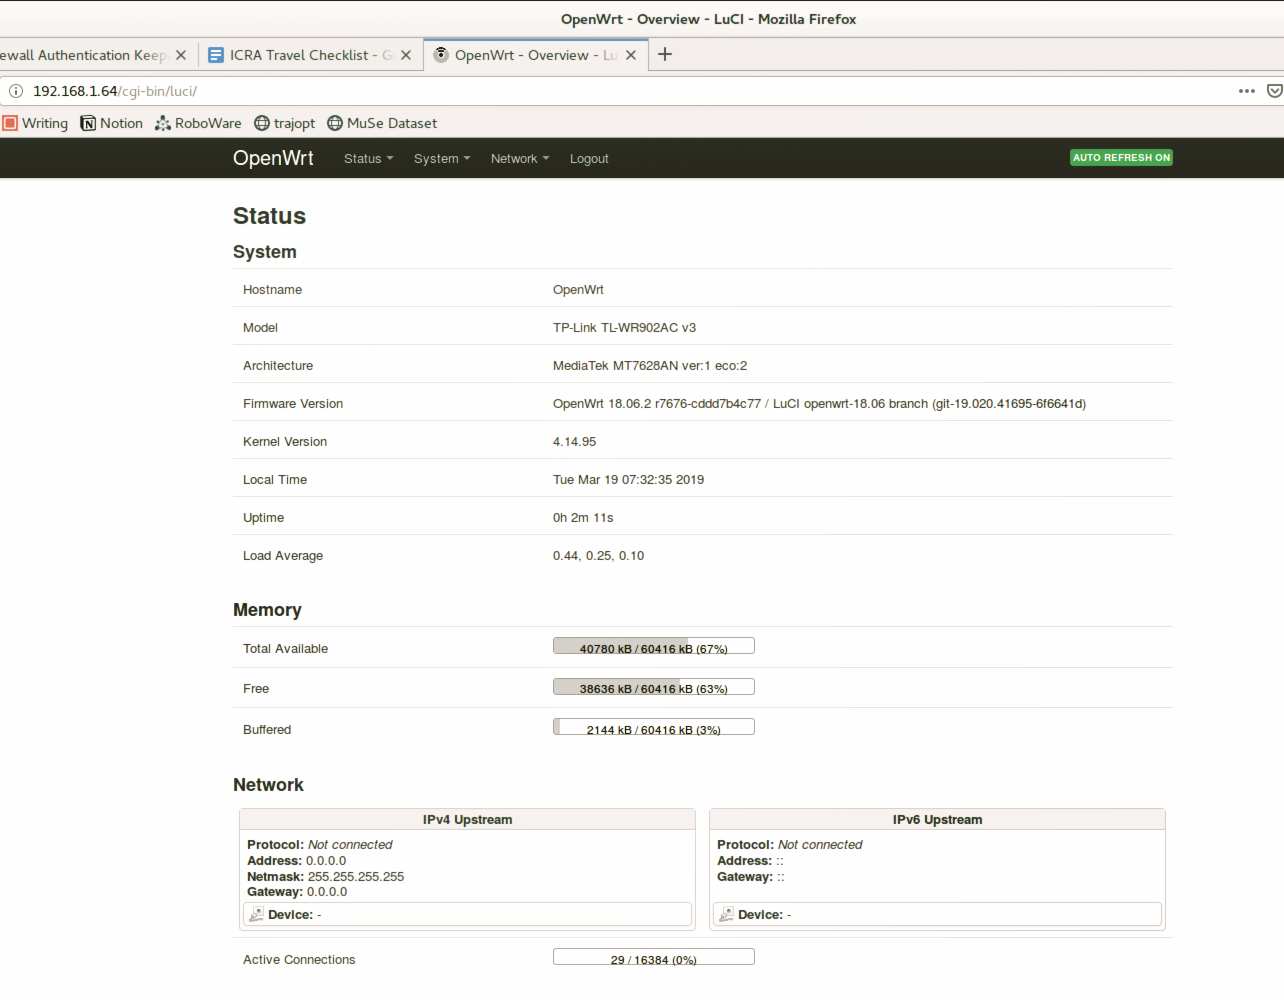 OpenWrt - Overview - LuCI - Mozilla Firefox
ewall Authentication Keep
ICRA Travel Checklist - G
OpenWrt - Overview - Lu
192.168.1.64/cgi-bin/luci/
Writing Notion RoboWare trajopt MuSe Dataset
OpenWrt Status System Network Logout AUTO REFRESH ON
Status
System
Hostname OpenWrt
Model TP-Link TL-WR902AC v3
Architecture MediaTek MT7628AN ver:1 eco:2
Firmware Version OpenWrt 18.06.2 r7676-cddd7b4c77 / LuCI openwrt-18.06 branch (git-19.020.41695-6f6641d)
Kernel Version 4.14.95
Local Time Tue Mar 19 07:32:35 2019
Uptime 0h 2m 11s
Load Average 0.44, 0.25, 0.10
Memory
Total Available 40780 kB / 60416 kB (67%)
Free 38636 kB / 60416 kB (63%)
Buffered 2144 kB / 60416 kB (3%)
Network
IPv4 Upstream
Protocol: Not connected
Address: 0.0.0.0
Netmask: 255.255.255.255
Gateway: 0.0.0.0
Device: -
IPv6 Upstream
Protocol: Not connected
Address: ::
Gateway: ::
Device: -
Active Connections 29 / 16384 (0%)